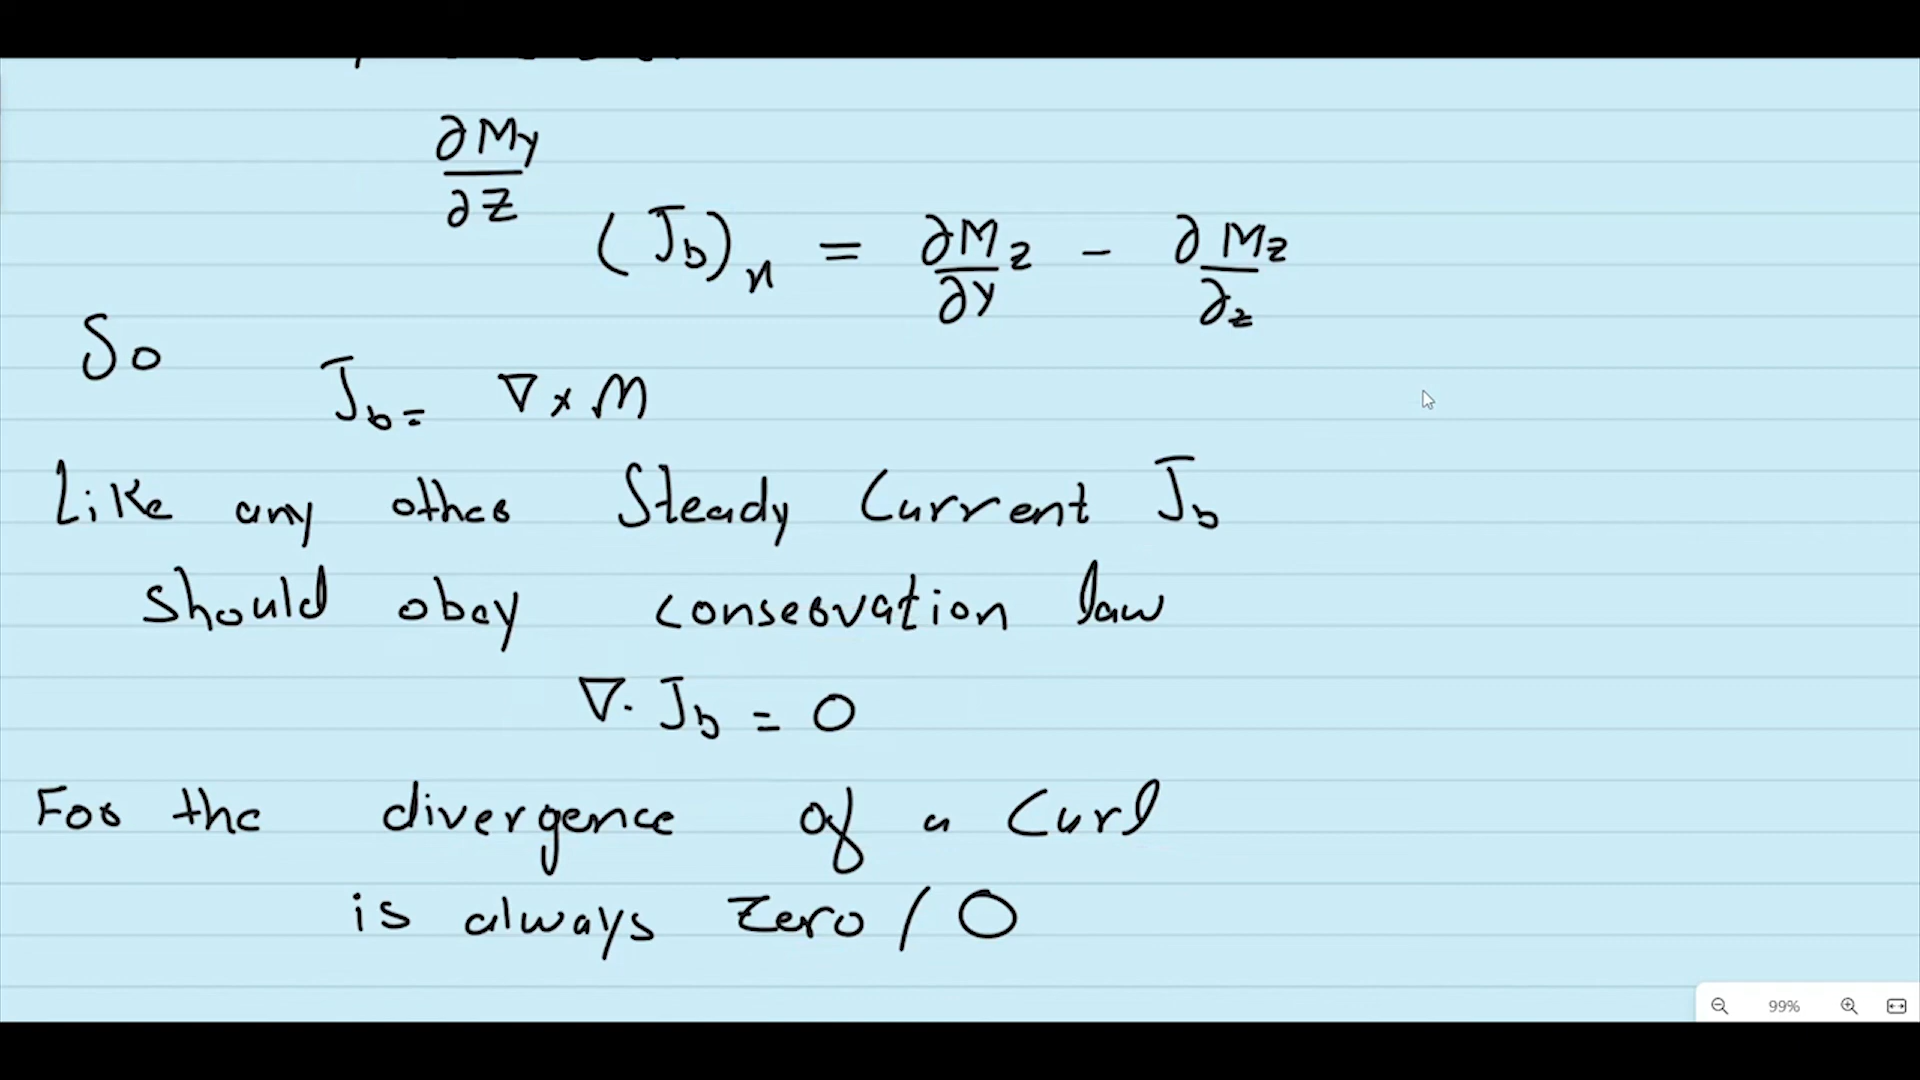 ∂My
∂Z
(Jb)x = ∂Mz/∂y - ∂Mz/∂z
So
Jb = ∇×M
Like any other Steady Current Jb
should obey conservation law
∇. Jb = 0
For the divergence of a Curl
is always Zero / 0
99%